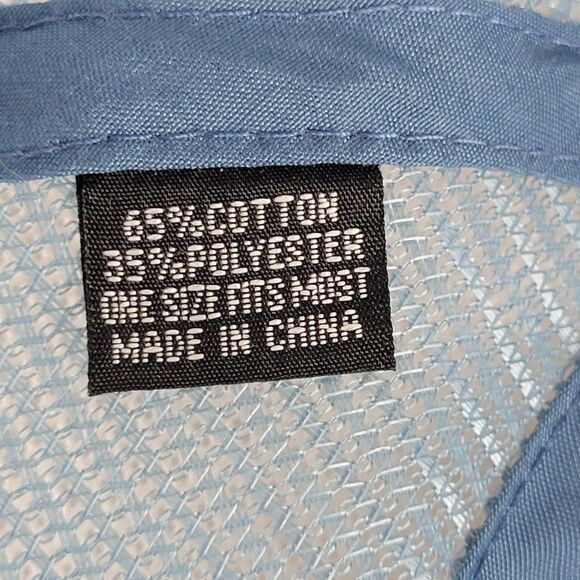 65%COTTON
35%POLYESTER
ONE SIZE FITS MOST
MADE IN CHINA